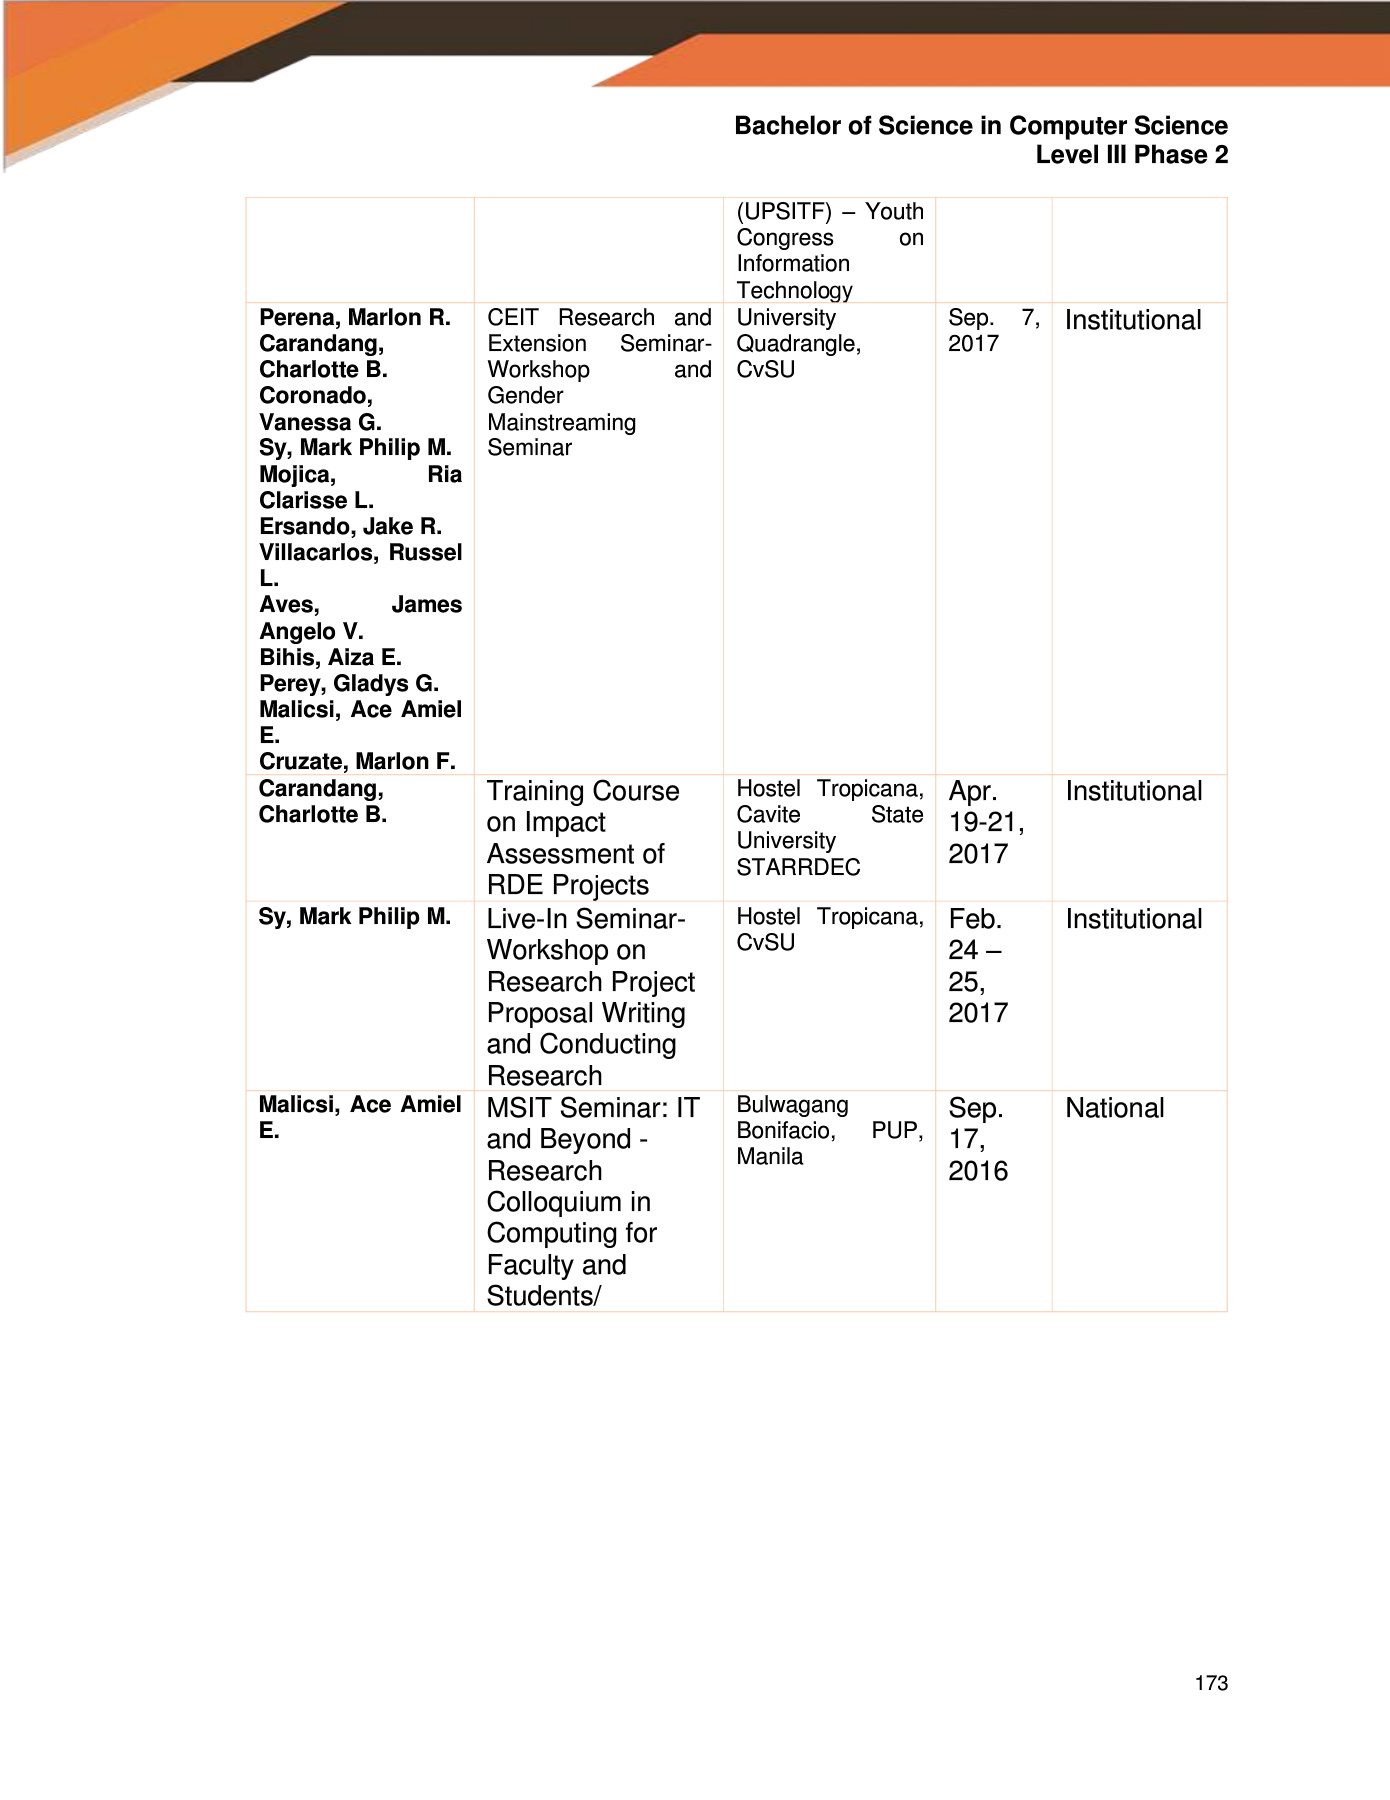 Bachelor of Science in Computer Science
Level III Phase 2
(UPSITF) – Youth
Congress on
Information
Technology
Perena, Marlon R.
Carandang,
Charlotte B.
Coronado,
Vanessa G.
Sy, Mark Philip M.
Mojica, Ria
Clarisse L.
Ersando, Jake R.
Villacarlos, Russel
L.
Aves, James
Angelo V.
Bihis, Aiza E.
Perey, Gladys G.
Malicsi, Ace Amiel
E.
Cruzate, Marlon F.
CEIT Research and
Extension Seminar-
Workshop and
Gender
Mainstreaming
Seminar
University
Quadrangle,
CvSU
Sep. 7,
2017
Institutional
Carandang,
Charlotte B.
Training Course
on Impact
Assessment of
RDE Projects
Hostel Tropicana,
Cavite State
University
STARRDEC
Apr.
19-21,
2017
Institutional
Sy, Mark Philip M.
Live-In Seminar-
Workshop on
Research Project
Proposal Writing
and Conducting
Research
Hostel Tropicana,
CvSU
Feb.
24 –
25,
2017
Institutional
Malicsi, Ace Amiel
E.
MSIT Seminar: IT
and Beyond -
Research
Colloquium in
Computing for
Faculty and
Students/
Bulwagang
Bonifacio, PUP,
Manila
Sep.
17,
2016
National
173